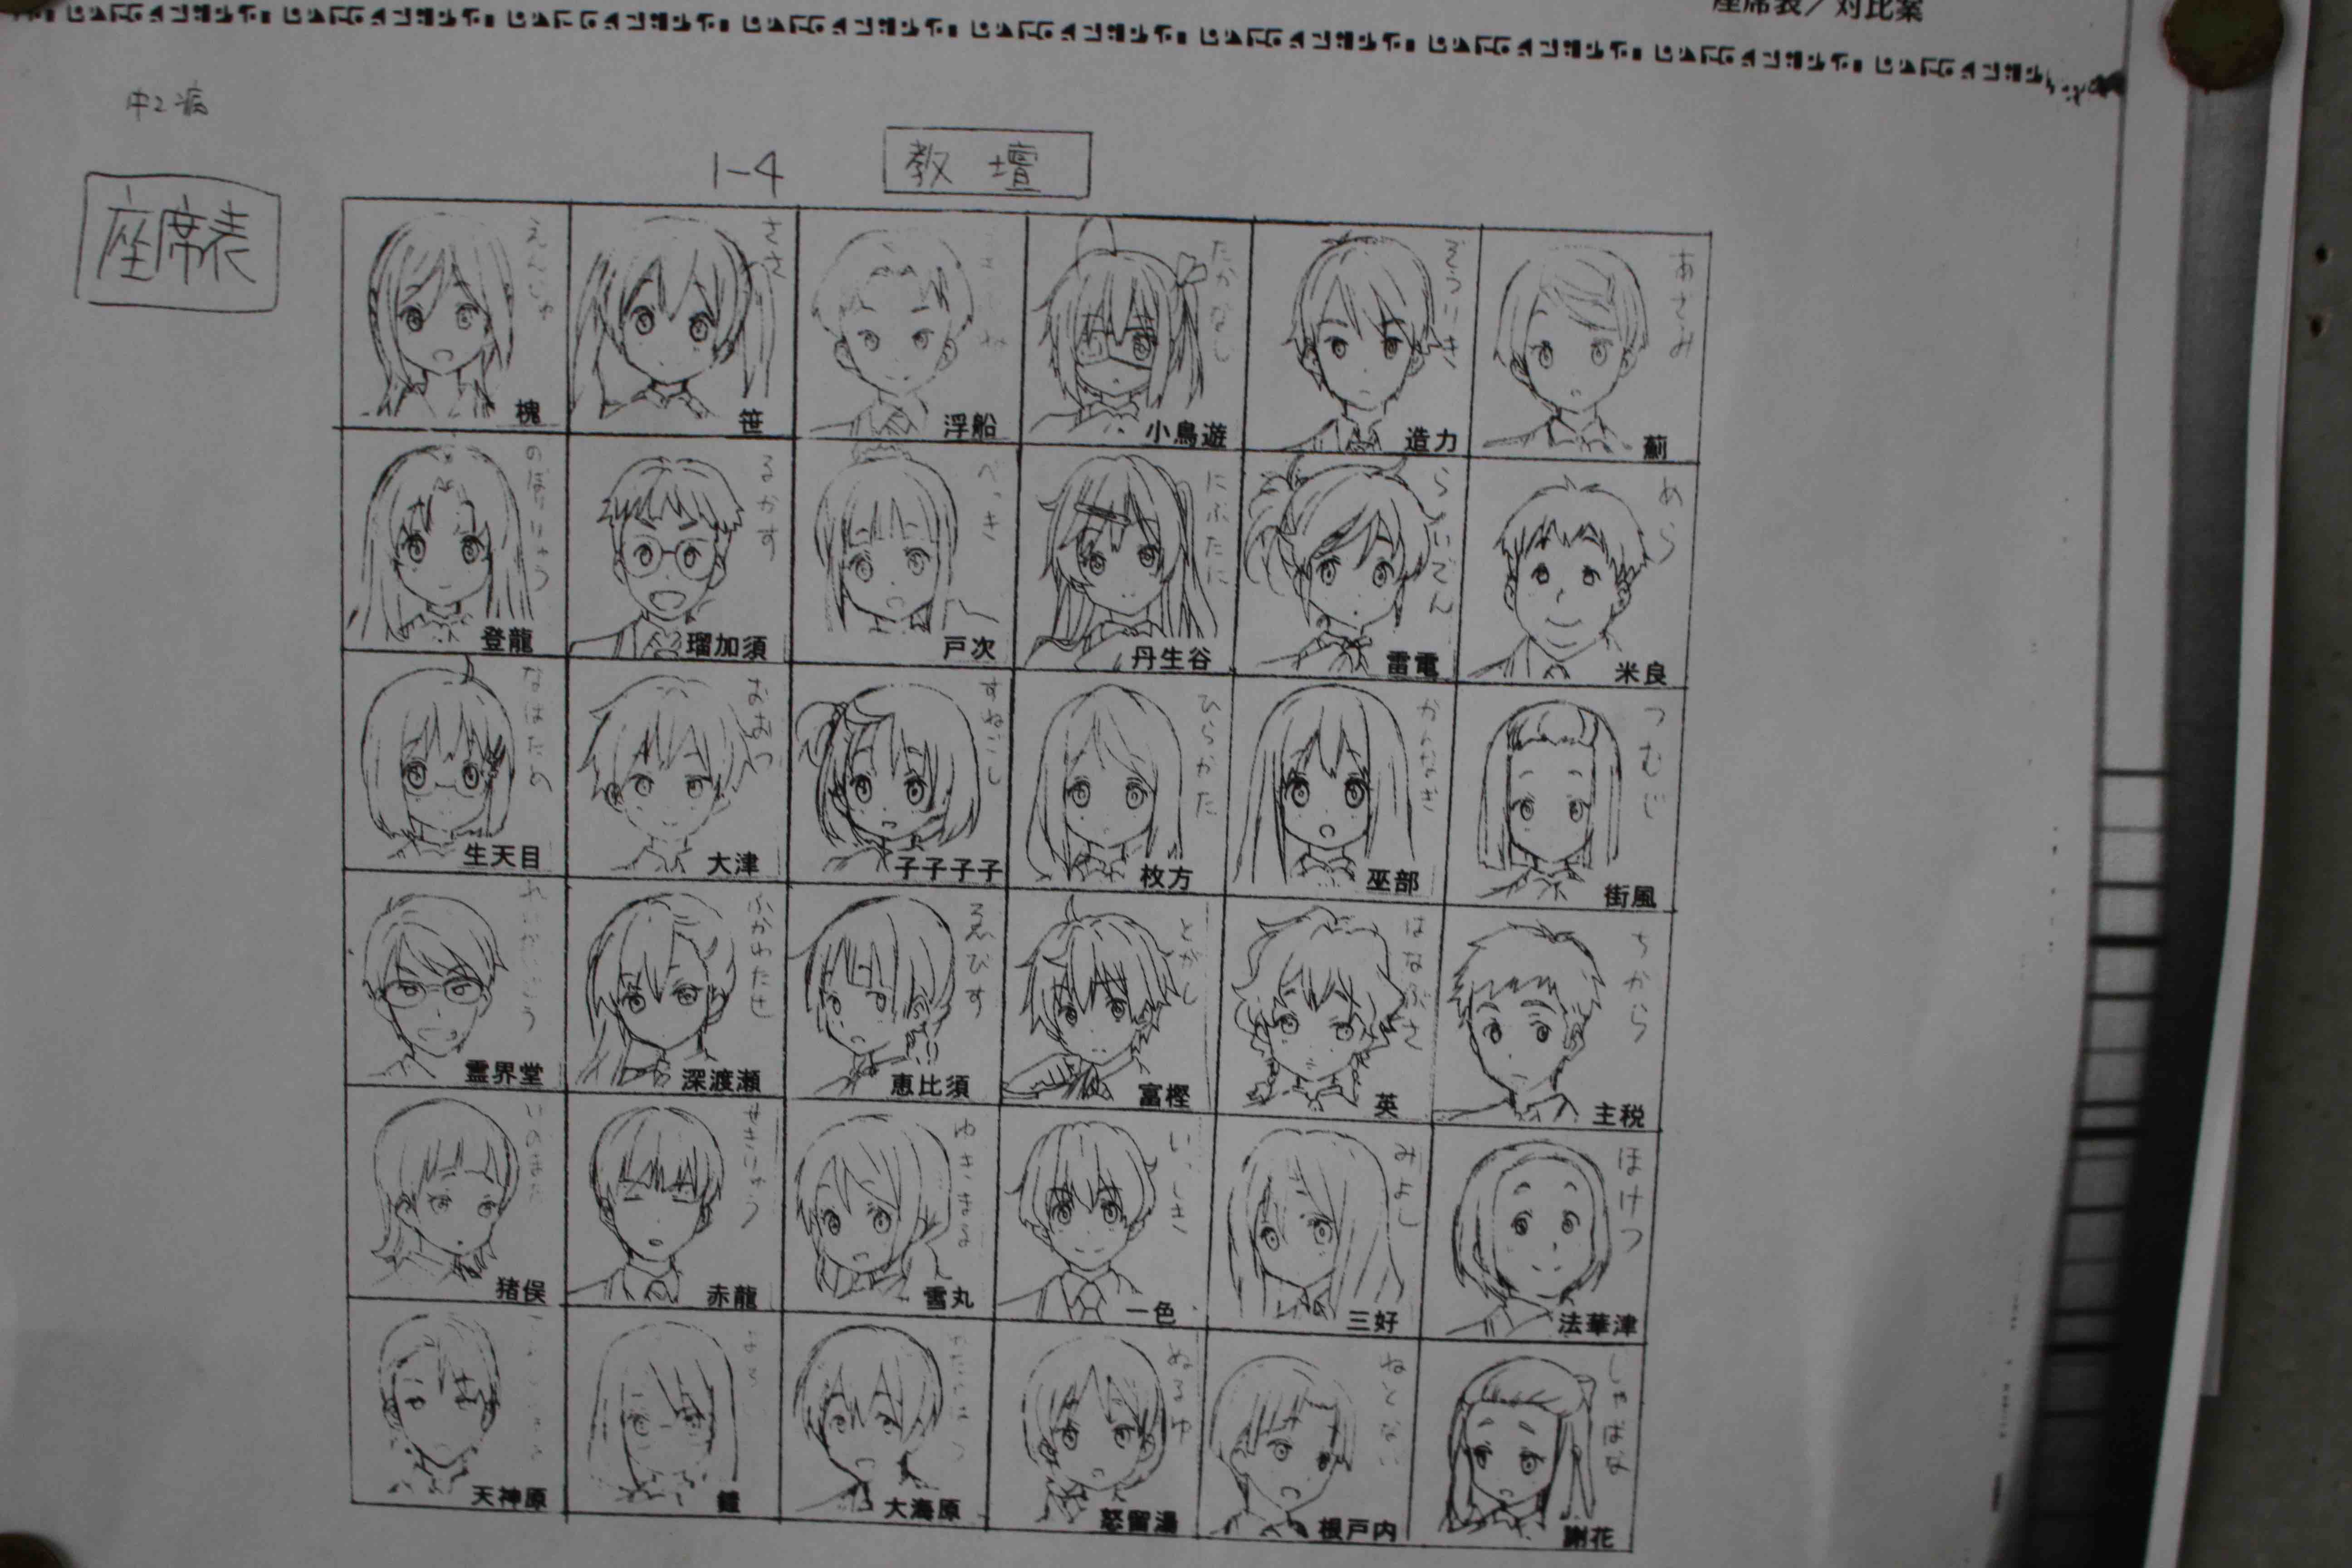 座席表／対比案
中2病
座席表
1-4
教壇
えんじゅ
槐
ささ
笹
浮船
たかなし
小鳥遊
ぞうりき
造力
あざみ
薊
のぼりりゅう
登龍
るかす
瑠加須
べっき
戸次
にぶたに
丹生谷
らいでん
雷電
めら
米良
なばため
生天目
おおつ
大津
すねこし
子子子子
ひらかた
枚方
かんなぎ
巫部
つむじ
街風
霊界堂
ふかわたせ
深渡瀬
ゑびす
恵比須
とがし
富樫
はなぶさ
英
ちから
主税
いのまた
猪俣
せきりゅう
赤龍
ゆきまる
雪丸
いっしき
一色
みよし
三好
ほけつ
法華津
天神原
鐘
大海原
ぬるゆ
怒留湯
ねとない
根戸内
しゃばな
謝花